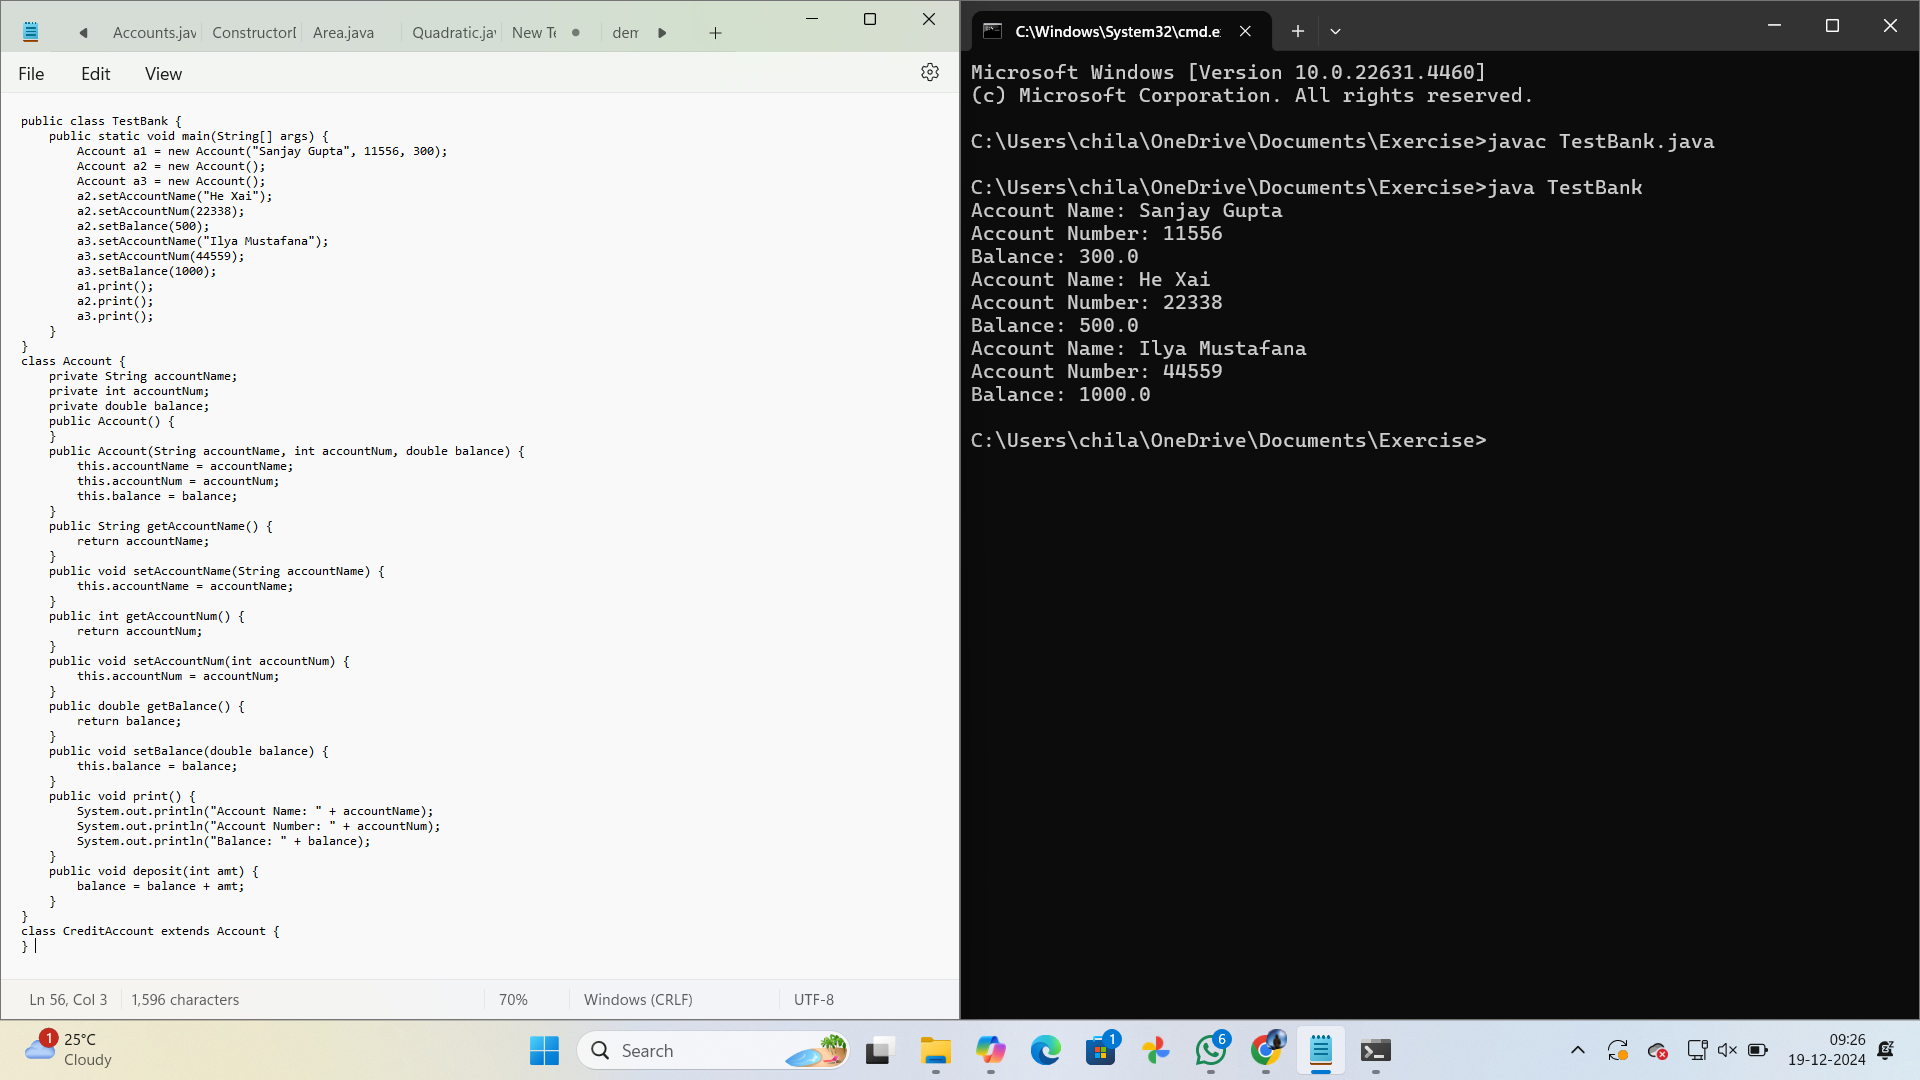 Accounts.jav ConstructorD Area.java Quadratic.jav New Te dem
File Edit View
public class TestBank {
    public static void main(String[] args) {
        Account a1 = new Account("Sanjay Gupta", 11556, 300);
        Account a2 = new Account();
        Account a3 = new Account();
        a2.setAccountName("He Xai");
        a2.setAccountNum(22338);
        a2.setBalance(500);
        a3.setAccountName("Ilya Mustafana");
        a3.setAccountNum(44559);
        a3.setBalance(1000);
        a1.print();
        a2.print();
        a3.print();
    }
}
class Account {
    private String accountName;
    private int accountNum;
    private double balance;
    public Account() {
    }
    public Account(String accountName, int accountNum, double balance) {
        this.accountName = accountName;
        this.accountNum = accountNum;
        this.balance = balance;
    }
    public String getAccountName() {
        return accountName;
    }
    public void setAccountName(String accountName) {
        this.accountName = accountName;
    }
    public int getAccountNum() {
        return accountNum;
    }
    public void setAccountNum(int accountNum) {
        this.accountNum = accountNum;
    }
    public double getBalance() {
        return balance;
    }
    public void setBalance(double balance) {
        this.balance = balance;
    }
    public void print() {
        System.out.println("Account Name: " + accountName);
        System.out.println("Account Number: " + accountNum);
        System.out.println("Balance: " + balance);
    }
    public void deposit(int amt) {
        balance = balance + amt;
    }
}
class CreditAccount extends Account {
}
Ln 56, Col 3 1,596 characters 70% Windows (CRLF) UTF-8
C:\Windows\System32\cmd.e
Microsoft Windows [Version 10.0.22631.4460]
(c) Microsoft Corporation. All rights reserved.
C:\Users\chila\OneDrive\Documents\Exercise>javac TestBank.java
C:\Users\chila\OneDrive\Documents\Exercise>java TestBank
Account Name: Sanjay Gupta
Account Number: 11556
Balance: 300.0
Account Name: He Xai
Account Number: 22338
Balance: 500.0
Account Name: Ilya Mustafana
Account Number: 44559
Balance: 1000.0
C:\Users\chila\OneDrive\Documents\Exercise>
1 25°C
Cloudy
Search
1
6
09:26
19-12-2024